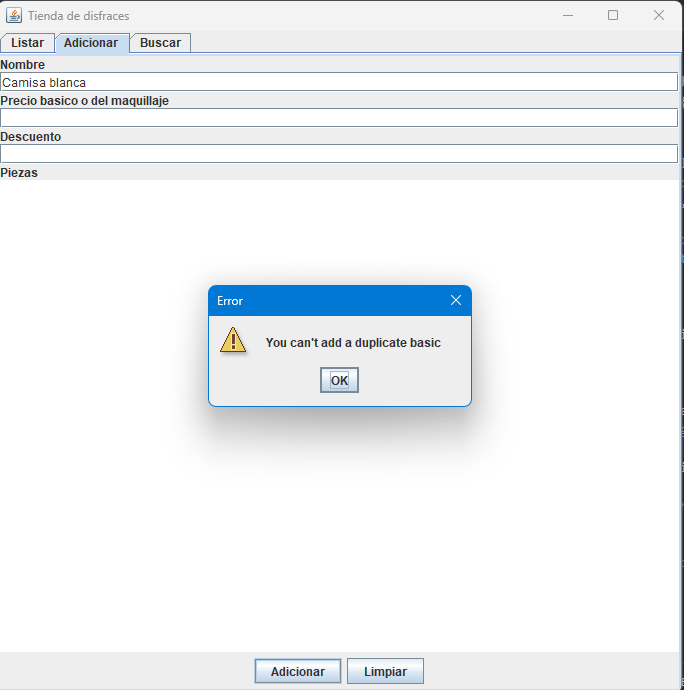 Tienda de disfraces
Listar Adicionar Buscar
Nombre
Camisa blanca
Precio basico o del maquillaje
Descuento
Piezas
Error
You can't add a duplicate basic
OK
Adicionar Limpiar